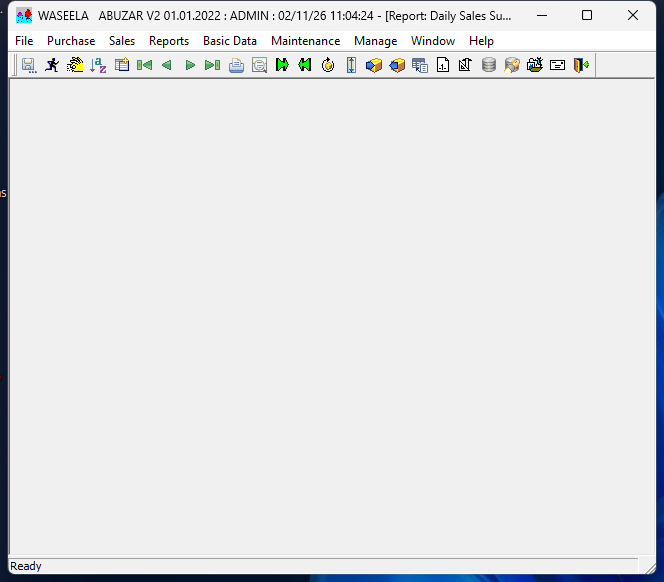 WASEELA ABUZAR V2 01.01.2022 : ADMIN : 02/11/26 11:04:24 - [Report: Daily Sales Su...
File Purchase Sales Reports Basic Data Maintenance Manage Window Help
Ready